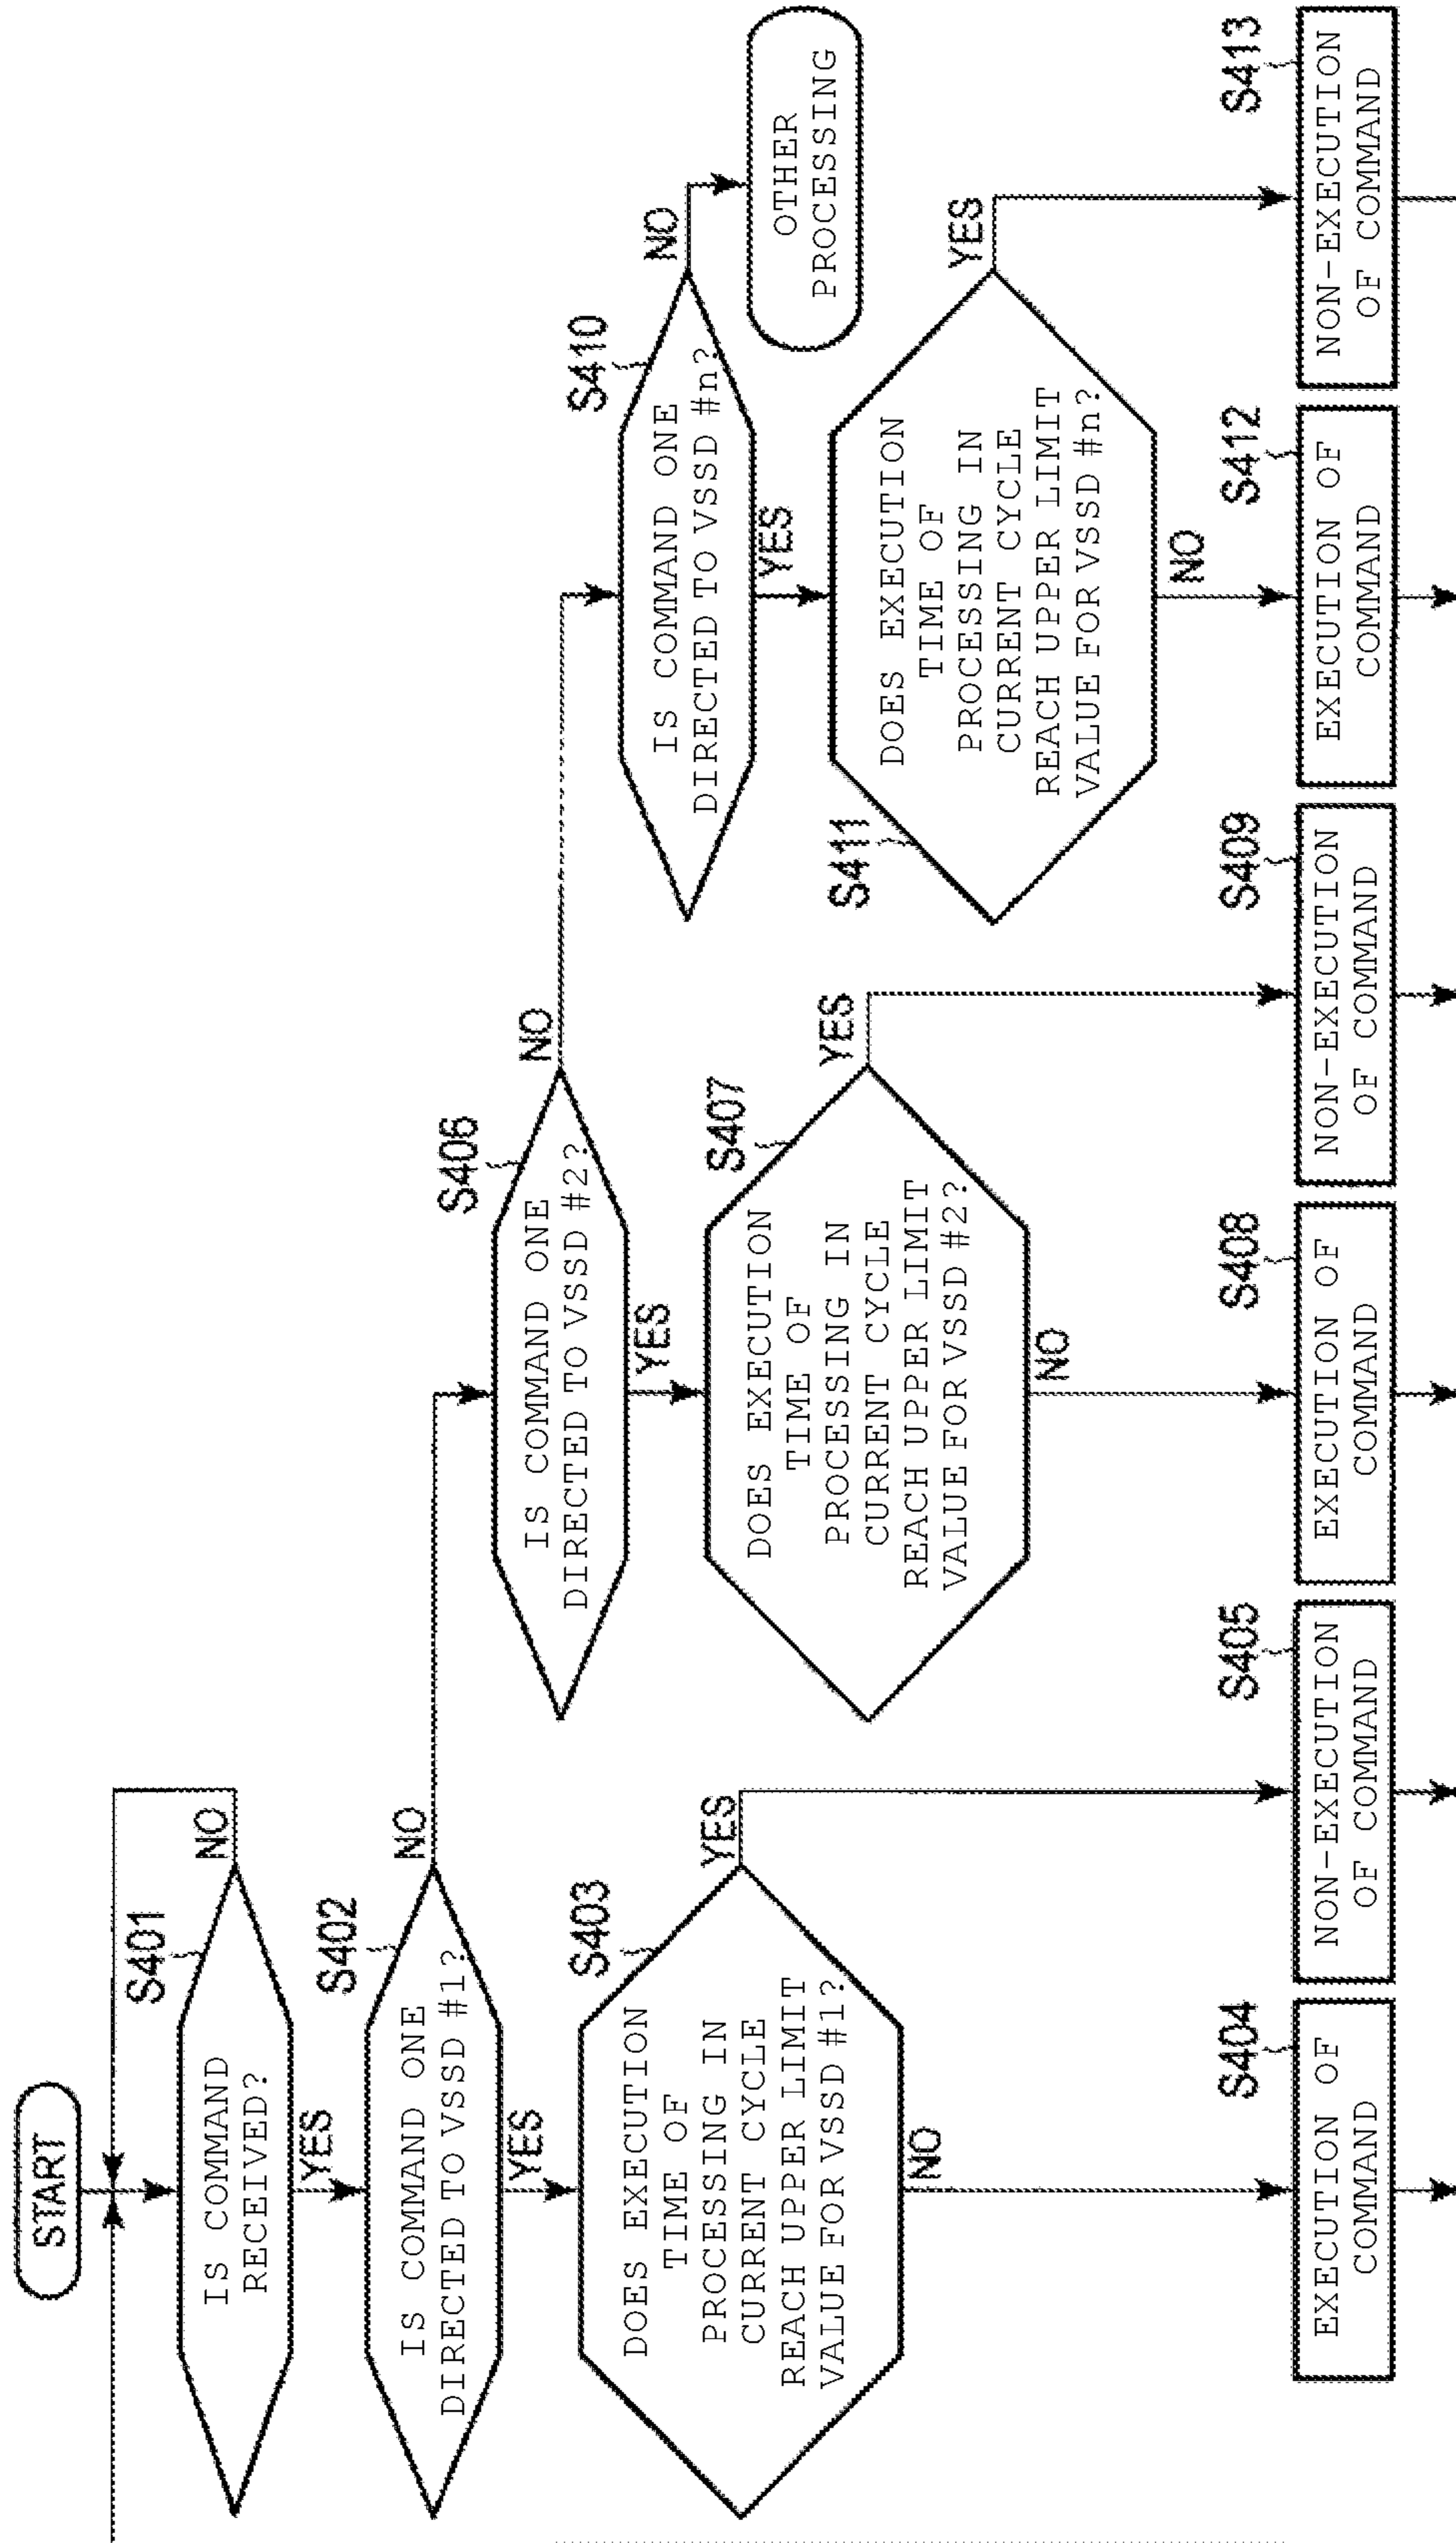 START
S401
IS COMMAND
RECEIVED?
NO
YES
S402
IS COMMAND ONE
DIRECTED TO VSSD #1?
NO
YES
S403
DOES EXECUTION
TIME OF
PROCESSING IN
CURRENT CYCLE
REACH UPPER LIMIT
VALUE FOR VSSD #1?
YES
NO
S404
EXECUTION OF
COMMAND
S405
NON-EXECUTION
OF COMMAND
S406
IS COMMAND ONE
DIRECTED TO VSSD #2?
NO
YES
S407
DOES EXECUTION
TIME OF
PROCESSING IN
CURRENT CYCLE
REACH UPPER LIMIT
VALUE FOR VSSD #2?
YES
NO
S408
EXECUTION OF
COMMAND
S409
NON-EXECUTION
OF COMMAND
S410
IS COMMAND ONE
DIRECTED TO VSSD #n?
NO
OTHER
PROCESSING
YES
S411
DOES EXECUTION
TIME OF
PROCESSING IN
CURRENT CYCLE
REACH UPPER LIMIT
VALUE FOR VSSD #n?
YES
NO
S412
EXECUTION OF
COMMAND
S413
NON-EXECUTION
OF COMMAND